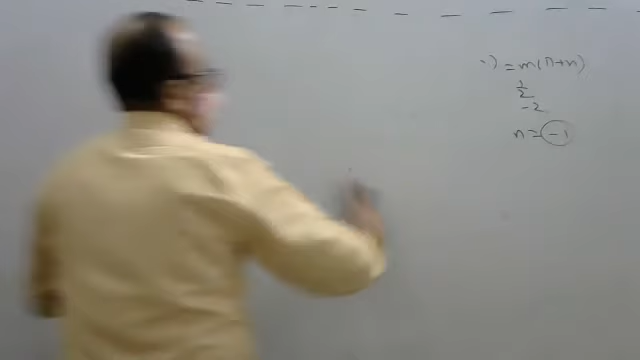 ·) = m(n+n)
1/2
-2
n = -1